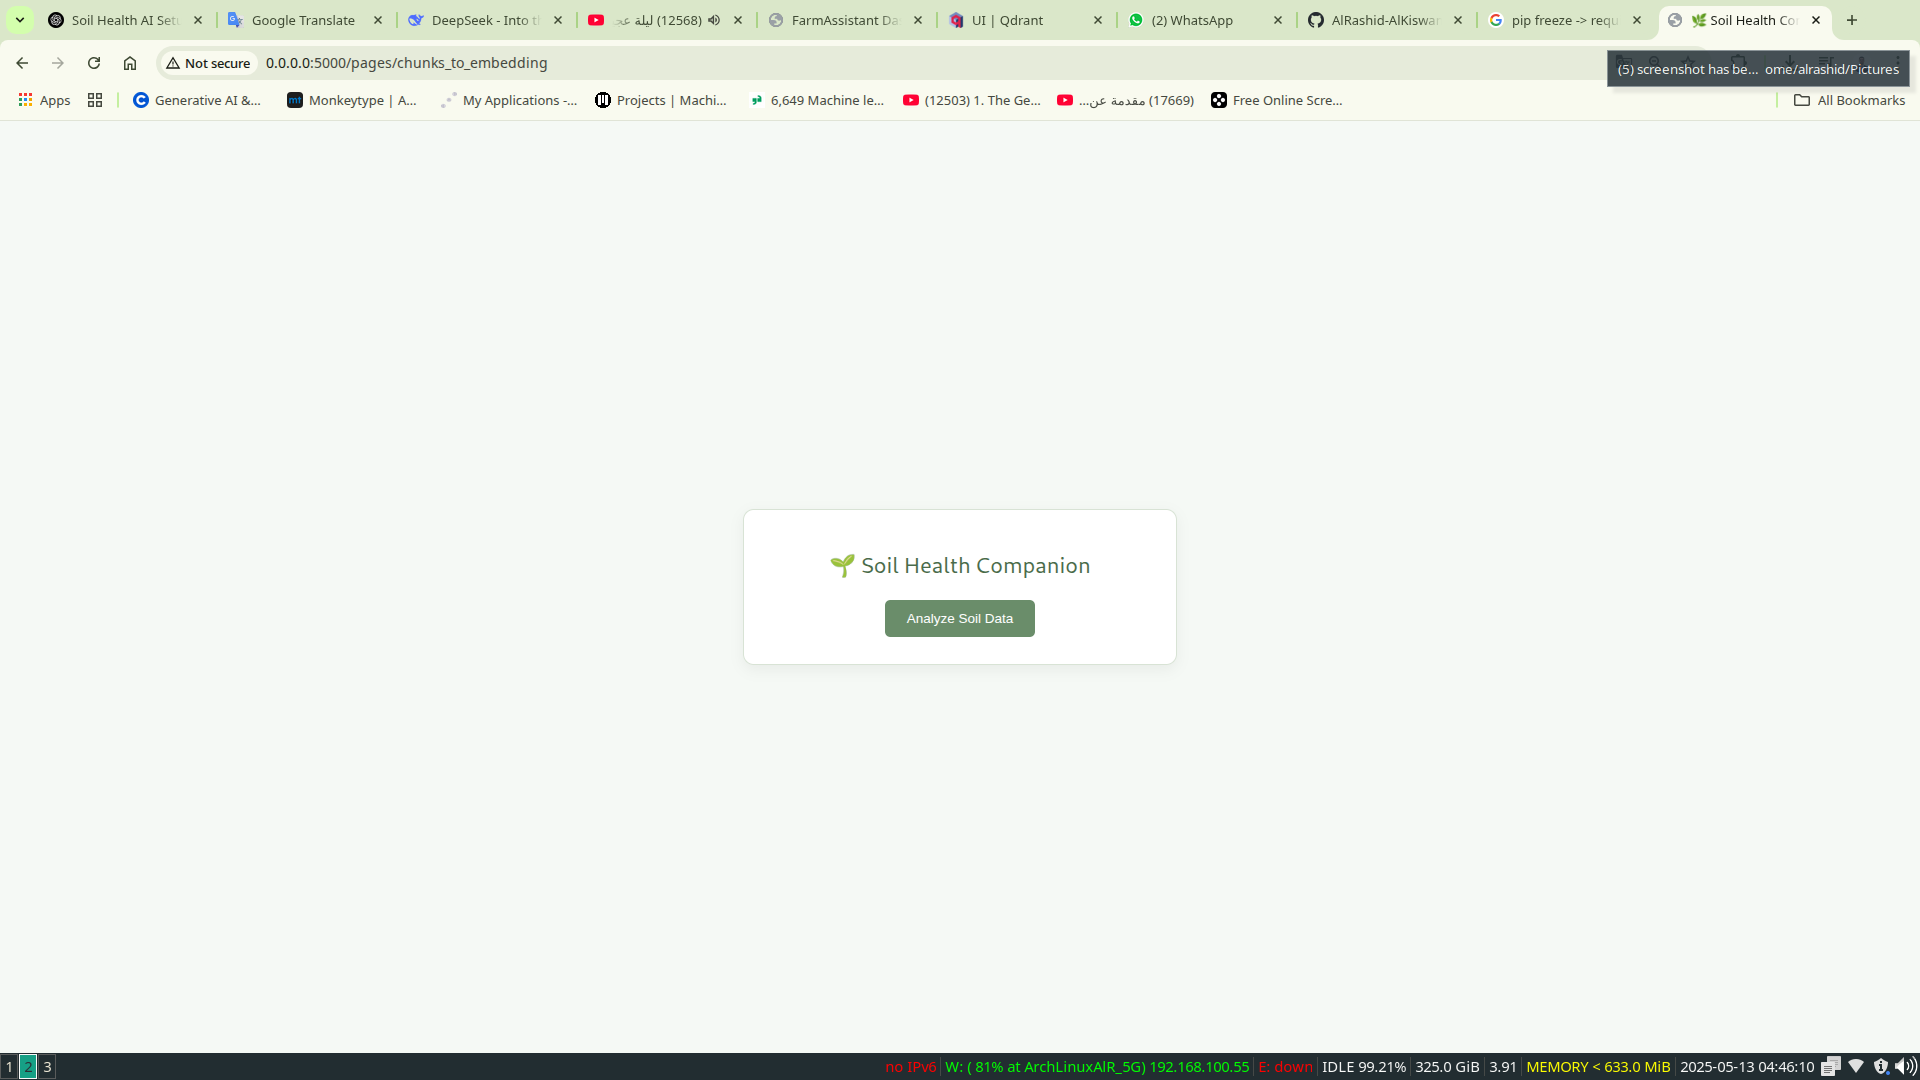 Soil Health AI Setu
Google Translate
DeepSeek - Into th
(12568) ليلة عج
FarmAssistant Da
UI | Qdrant
(2) WhatsApp
AlRashid-AlKiswan
pip freeze -> requ
🌿 Soil Health Co
Not secure
0.0.0.0:5000/pages/chunks_to_embedding
(5) screenshot has be... ome/alrashid/Pictures
Apps
Generative AI &...
Monkeytype | A...
My Applications -...
Projects | Machi...
6,649 Machine le...
(12503) 1. The Ge...
(17669) مقدمة عن...
Free Online Scre...
All Bookmarks
🌱 Soil Health Companion
Analyze Soil Data
1 2 3
no IPv6 W: ( 81% at ArchLinuxAlR_5G) 192.168.100.55 E: down IDLE 99.21% 325.0 GiB 3.91 MEMORY < 633.0 MiB 2025-05-13 04:46:10